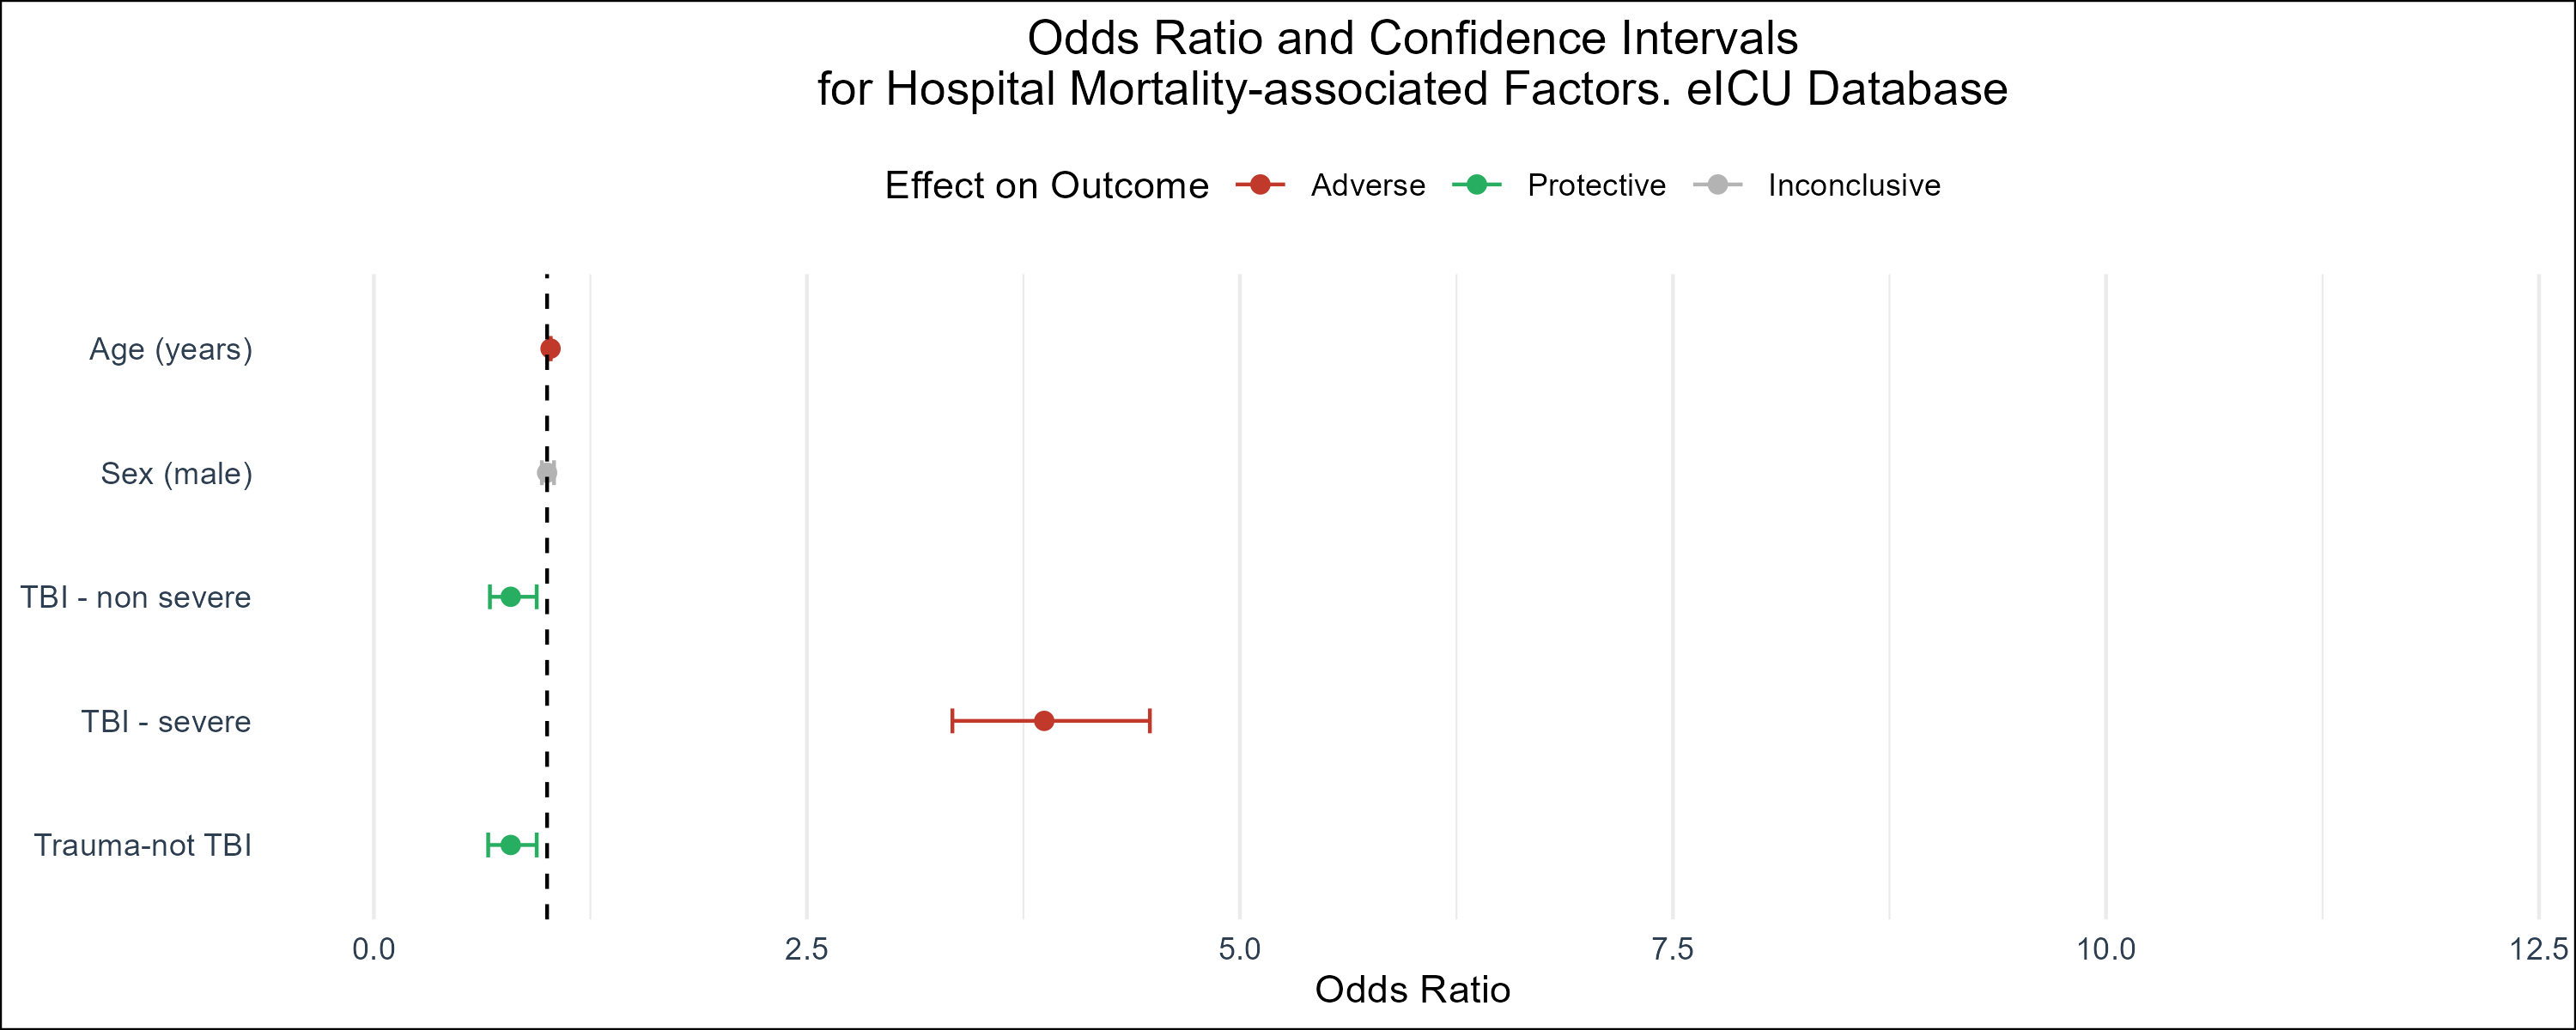 Odds Ratio and Confidence Intervals
for Hospital Mortality-associated Factors. eICU Database
Effect on Outcome Adverse Protective Inconclusive
Age (years)
Sex (male)
TBI - non severe
TBI - severe
Trauma-not TBI
0.0 2.5 5.0 7.5 10.0 12.5
Odds Ratio